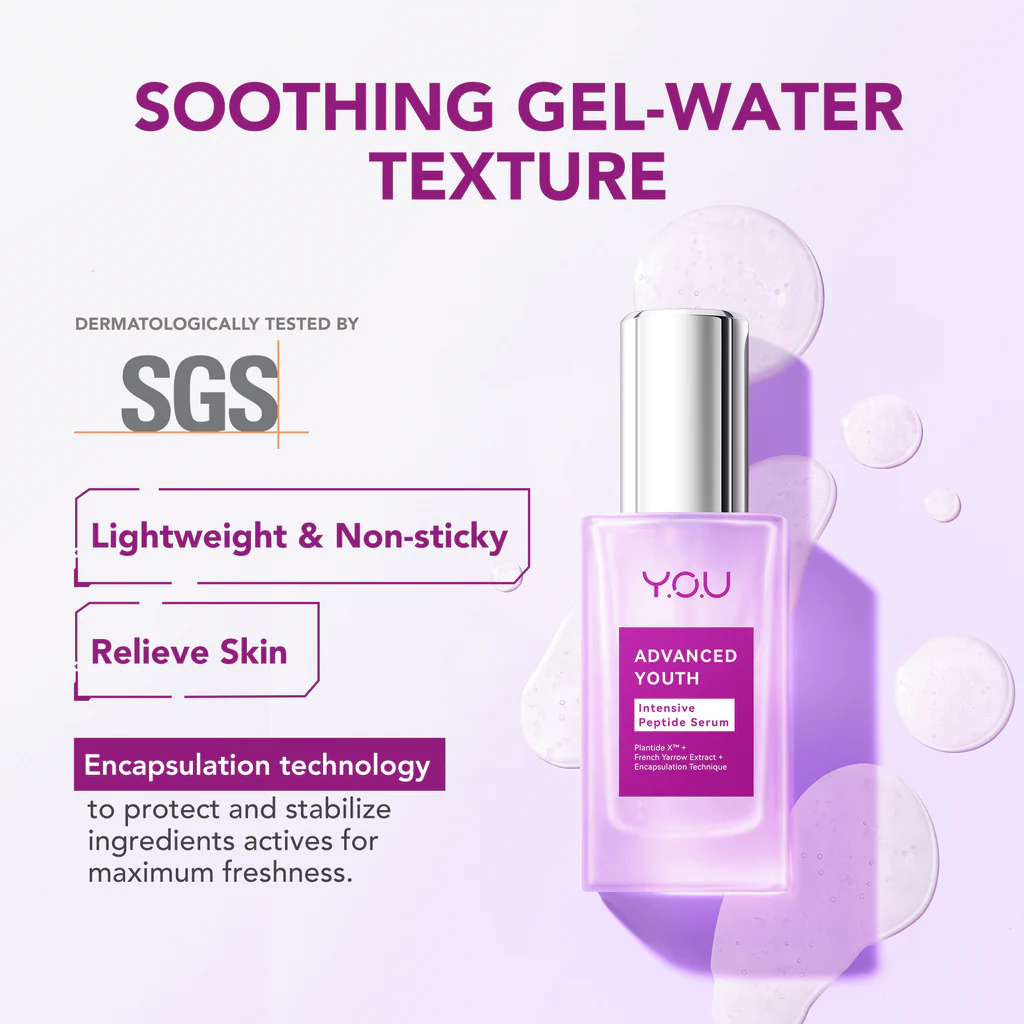 SOOTHING GEL-WATER
TEXTURE
DERMATOLOGICALLY TESTED BY
SGS
Lightweight & Non-sticky
Relieve Skin
Encapsulation technology
to protect and stabilize
ingredients actives for
maximum freshness.
Y.O.U
ADVANCED
YOUTH
Intensive
Peptide Serum
Plantide X™ +
French Yarrow Extract +
Encapsulation Technique